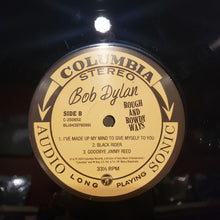 COLUMBIA
STEREO
Bob Dylan
SIDE B
ROUGH AND
ROWDY
WAYS
1. I'VE MADE UP MY MIND TO GIVE MYSELF TO YOU
2. BLACK RIDER
3. GOODBYE JIMMY REED
33⅓ RPM
AUDIO LONG PLAYING SONIC